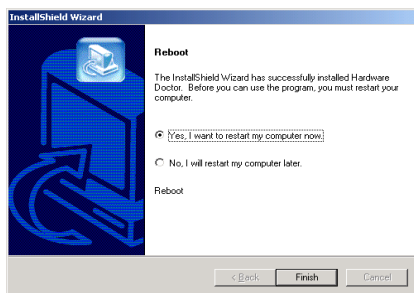 InstallShield Wizard
Reboot
The InstallShield Wizard has successfully installed Hardware
Doctor. Before you can use the program, you must restart your
computer.
Yes, I want to restart my computer now.
No, I will restart my computer later.
Reboot
< Back
Finish
Cancel